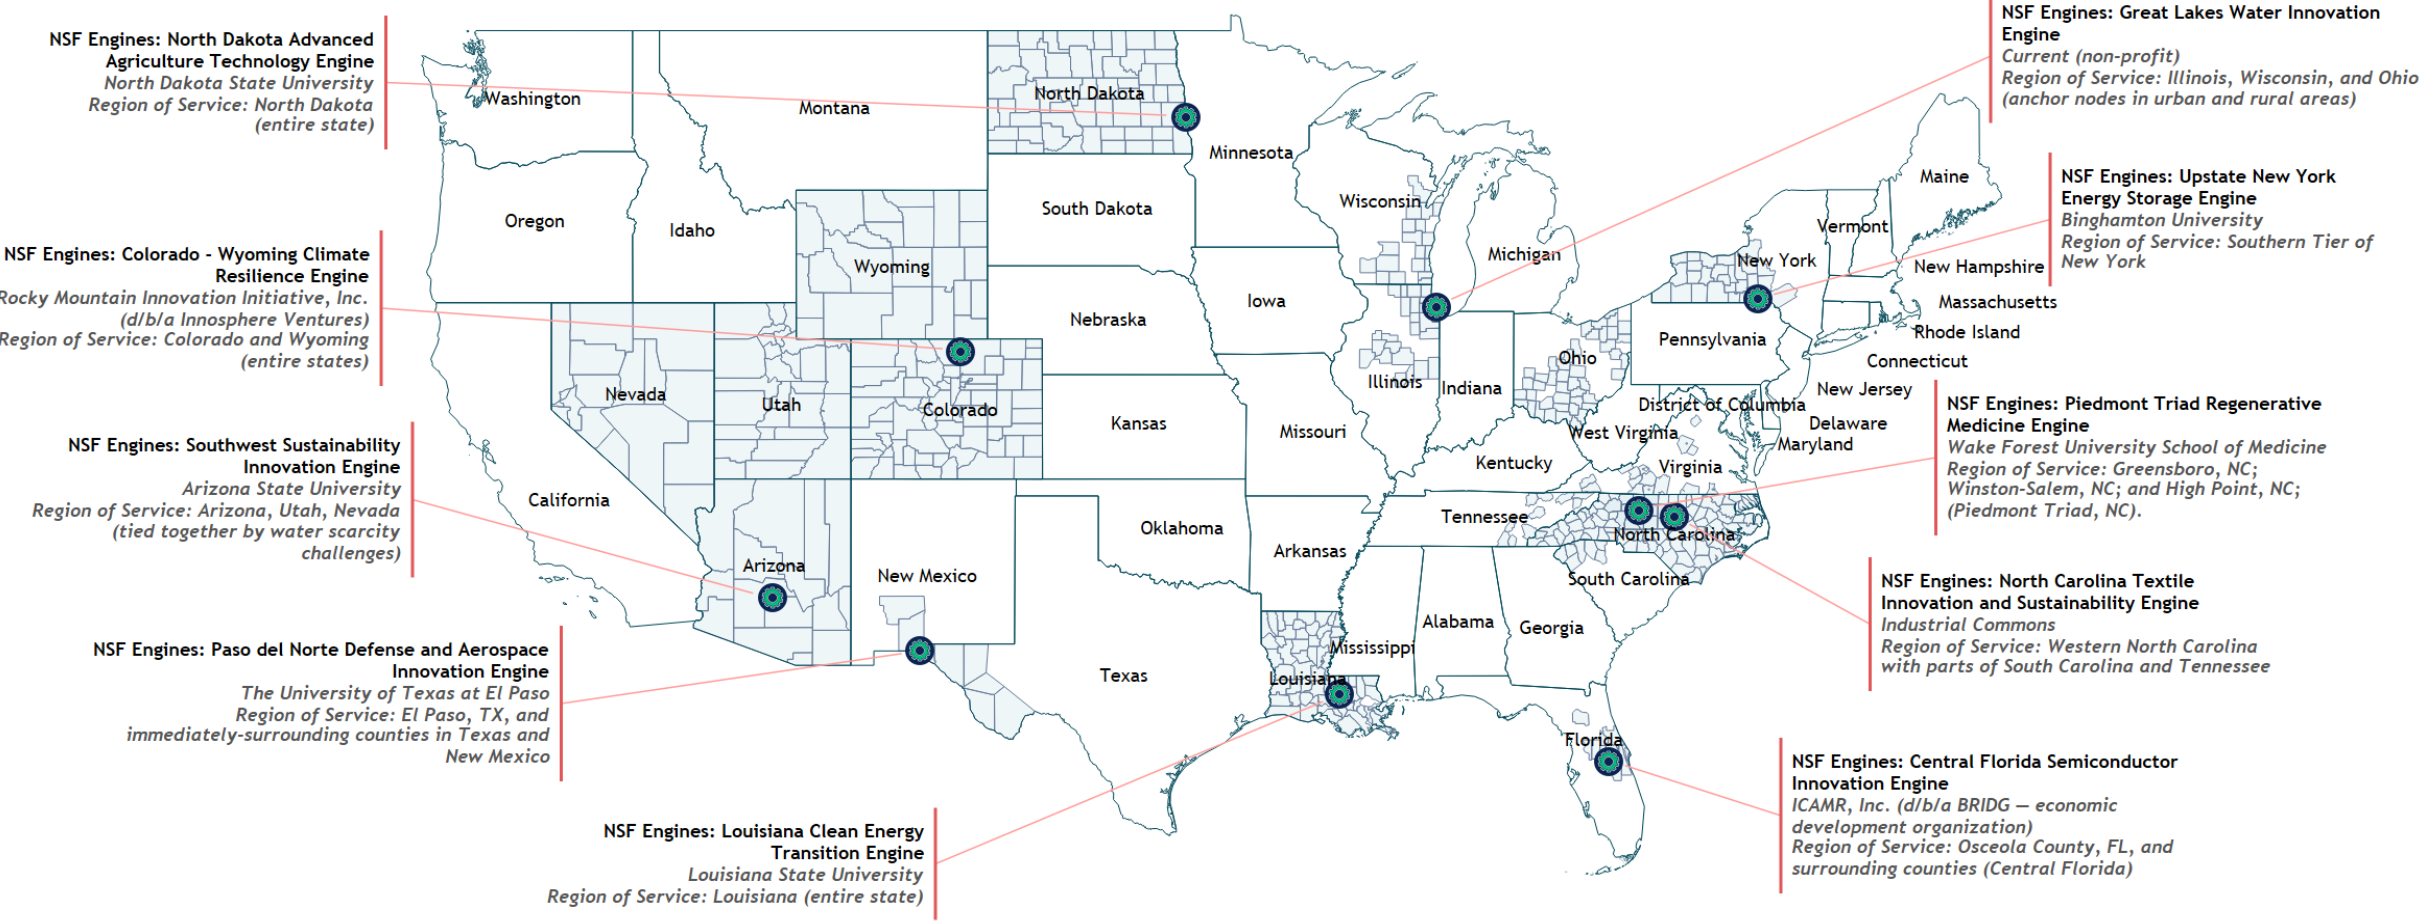 NSF Engines: North Dakota Advanced
Agriculture Technology Engine
North Dakota State University
Region of Service: North Dakota
(entire state)
NSF Engines: Colorado - Wyoming Climate
Resilience Engine
Rocky Mountain Innovation Initiative, Inc.
(d/b/a Innosphere Ventures)
Region of Service: Colorado and Wyoming
(entire states)
NSF Engines: Southwest Sustainability
Innovation Engine
Arizona State University
Region of Service: Arizona, Utah, Nevada
(tied together by water scarcity
challenges)
NSF Engines: Paso del Norte Defense and Aerospace
Innovation Engine
The University of Texas at El Paso
Region of Service: El Paso, TX, and
immediately-surrounding counties in Texas and
New Mexico
NSF Engines: Louisiana Clean Energy
Transition Engine
Louisiana State University
Region of Service: Louisiana (entire state)
Washington
Montana
North Dakota
Minnesota
Oregon
Idaho
South Dakota
Wisconsin
Michigan
Wyoming
Iowa
Nebraska
Nevada
Utah
Colorado
Kansas
Missouri
Illinois
Indiana
Ohio
Pennsylvania
New York
Vermont
Maine
New Hampshire
Massachusetts
Rhode Island
Connecticut
New Jersey
District of Columbia
Delaware
Maryland
West Virginia
Virginia
Kentucky
California
Arizona
New Mexico
Oklahoma
Arkansas
Tennessee
North Carolina
South Carolina
Texas
Louisiana
Mississippi
Alabama
Georgia
Florida
NSF Engines: Great Lakes Water Innovation
Engine
Current (non-profit)
Region of Service: Illinois, Wisconsin, and Ohio
(anchor nodes in urban and rural areas)
NSF Engines: Upstate New York
Energy Storage Engine
Binghamton University
Region of Service: Southern Tier of
New York
NSF Engines: Piedmont Triad Regenerative
Medicine Engine
Wake Forest University School of Medicine
Region of Service: Greensboro, NC;
Winston-Salem, NC; and High Point, NC;
(Piedmont Triad, NC).
NSF Engines: North Carolina Textile
Innovation and Sustainability Engine
Industrial Commons
Region of Service: Western North Carolina
with parts of South Carolina and Tennessee
NSF Engines: Central Florida Semiconductor
Innovation Engine
ICAMR, Inc. (d/b/a BRIDG — economic
development organization)
Region of Service: Osceola County, FL, and
surrounding counties (Central Florida)